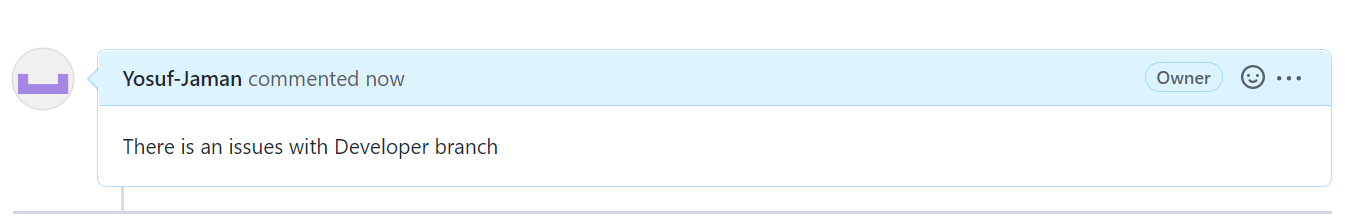 Yosuf-Jaman commented now Owner
There is an issues with Developer branch